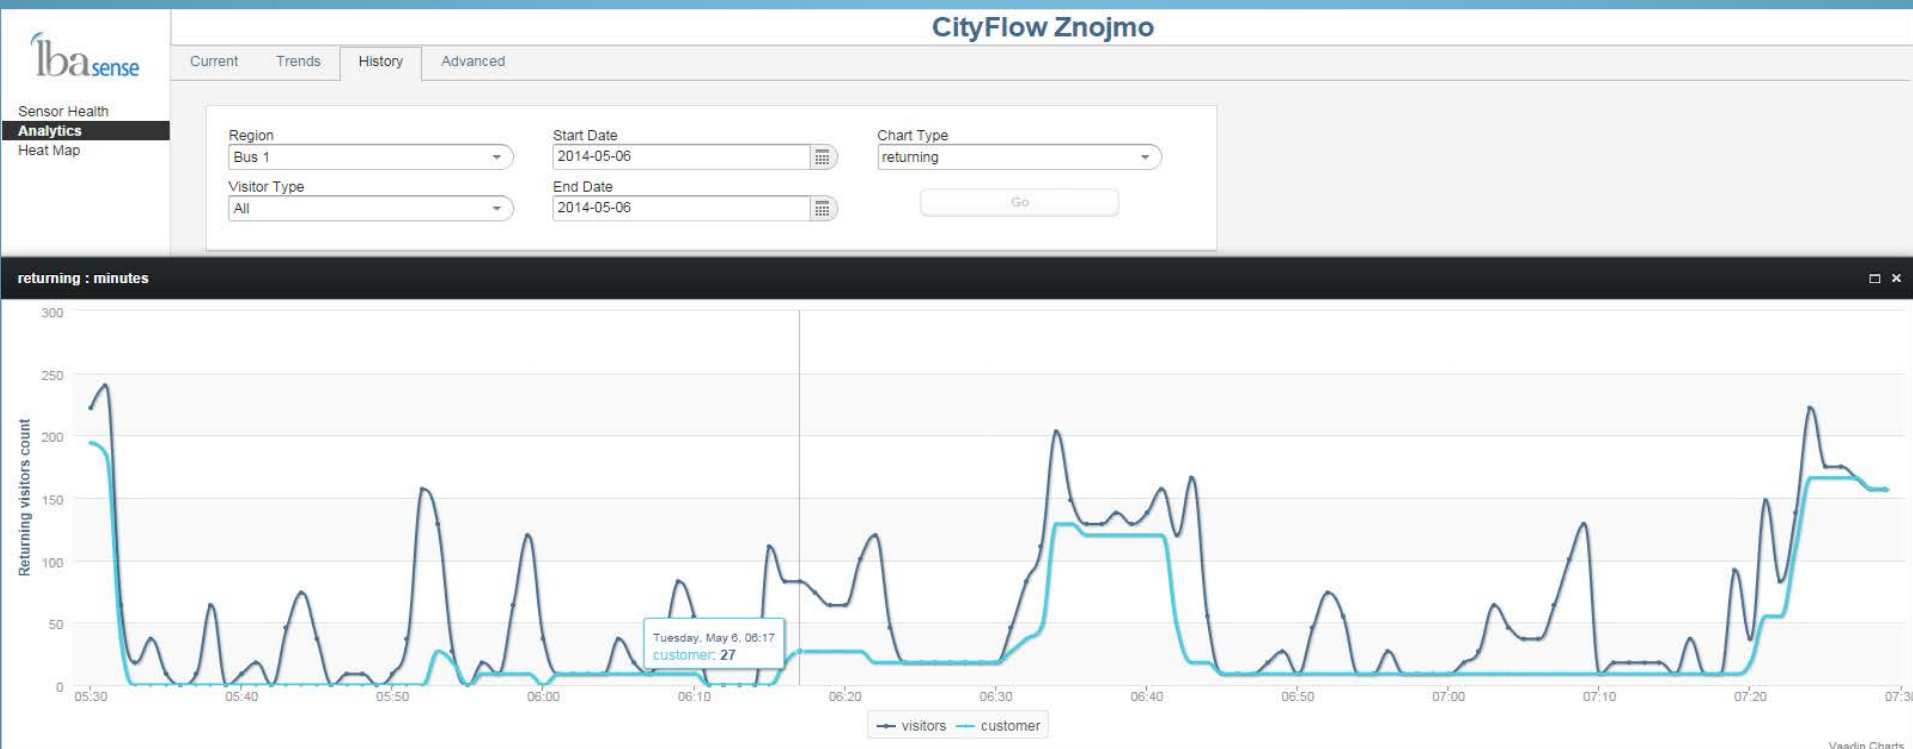 CityFlow Znojmo
lbasense
Current Trends History Advanced
Sensor Health
Analytics
Heat Map
Region Start Date Chart Type
Bus 1 2014-05-06 returning
Visitor Type End Date
All 2014-05-06 Go
returning : minutes
300
250
200
150
100
50
0
Returning visitors count
Tuesday, May 6, 06:17
customer: 27
05:30 05:40 05:50 06:00 06:10 06:20 06:30 06:40 06:50 07:00 07:10 07:20
visitors customer
Vaadin Charts